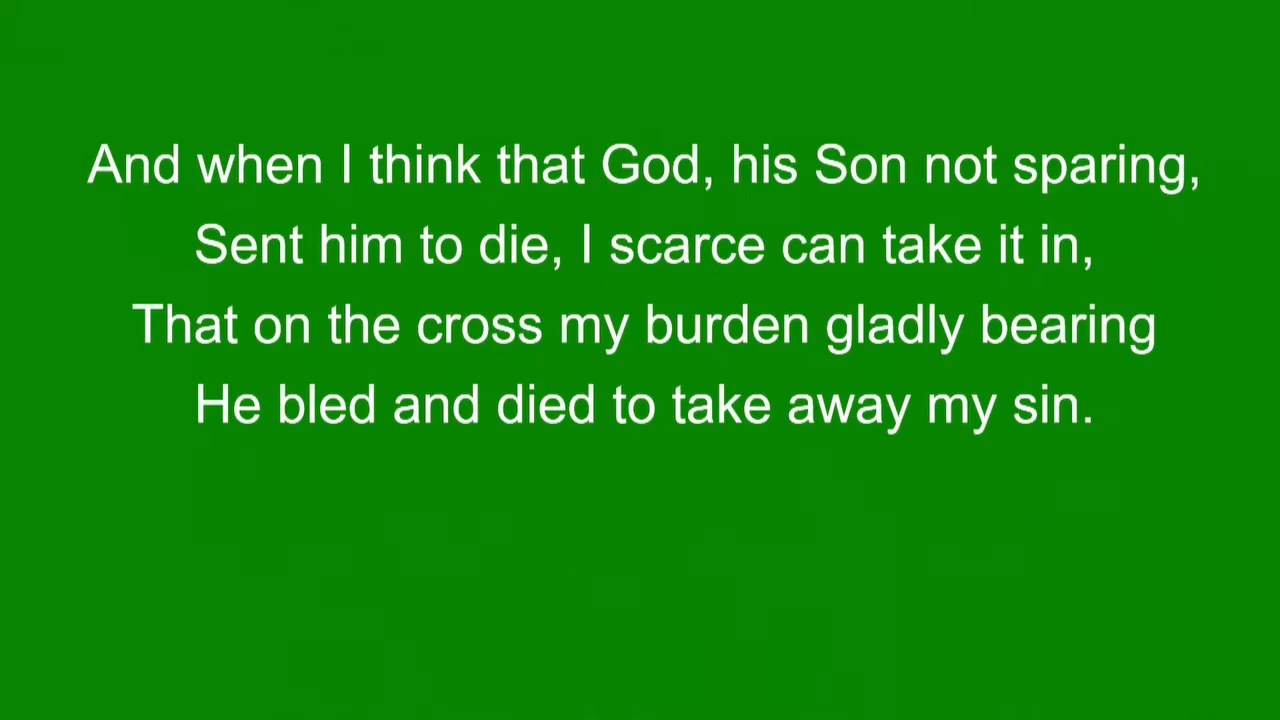 And when I think that God, his Son not sparing,
Sent him to die, I scarce can take it in,
That on the cross my burden gladly bearing
He bled and died to take away my sin.